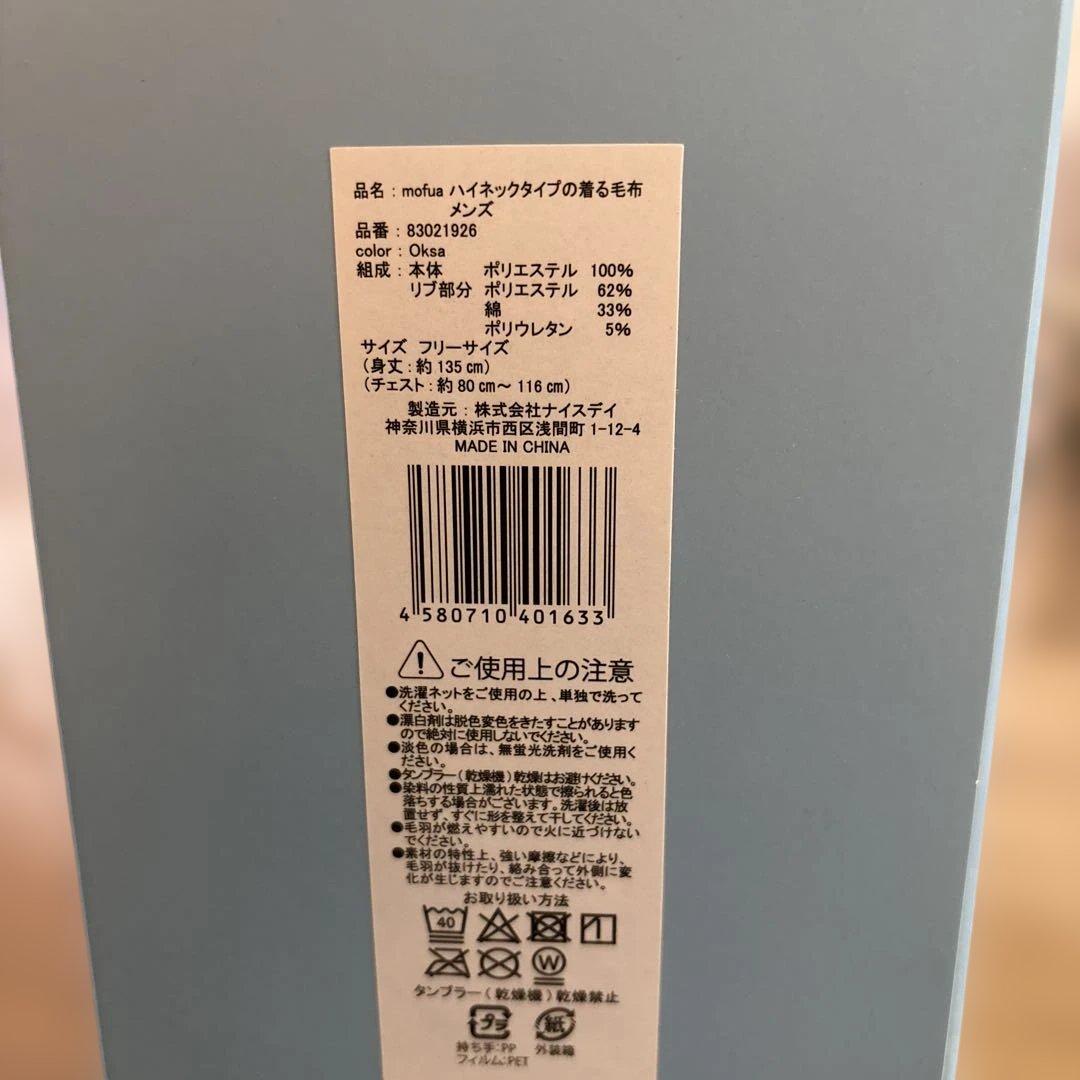 品名：mofua ハイネックタイプの着る毛布
メンズ
品番：83021926
color：Oksa
組成：本体 ポリエステル 100%
リブ部分 ポリエステル 62%
綿 33%
ポリウレタン 5%
サイズ フリーサイズ
（身丈：約135㎝）
（チェスト：約80㎝～116㎝）
製造元：株式会社ナイスデイ
神奈川県横浜市西区浅間町1-12-4
MADE IN CHINA
4 580710 401633
ご使用上の注意
●洗濯ネットをご使用の上、単独で洗って
ください。
●漂白剤は脱色変色をきたすことがあります
ので絶対に使用しないでください。
●淡色の場合は、無蛍光洗剤をご使用く
ださい。
●タンブラー（乾燥機）乾燥はお避けください。
●染料の性質上濡れた状態で擦られると色
落ちする場合がございます。洗濯後は放
置せず、すぐに形を整えて干してください。
●毛羽が燃えやすいので火に近づけない
でください。
●素材の特性上、強い摩擦などにより、
毛羽が抜けたり、絡み合って外側に変
化が生じますのでご注意ください。
お取り扱い方法
40
W
タンブラー（乾燥機）乾燥禁止
プラ 紙
持ち手:PP 外装箱
フィルム:PET